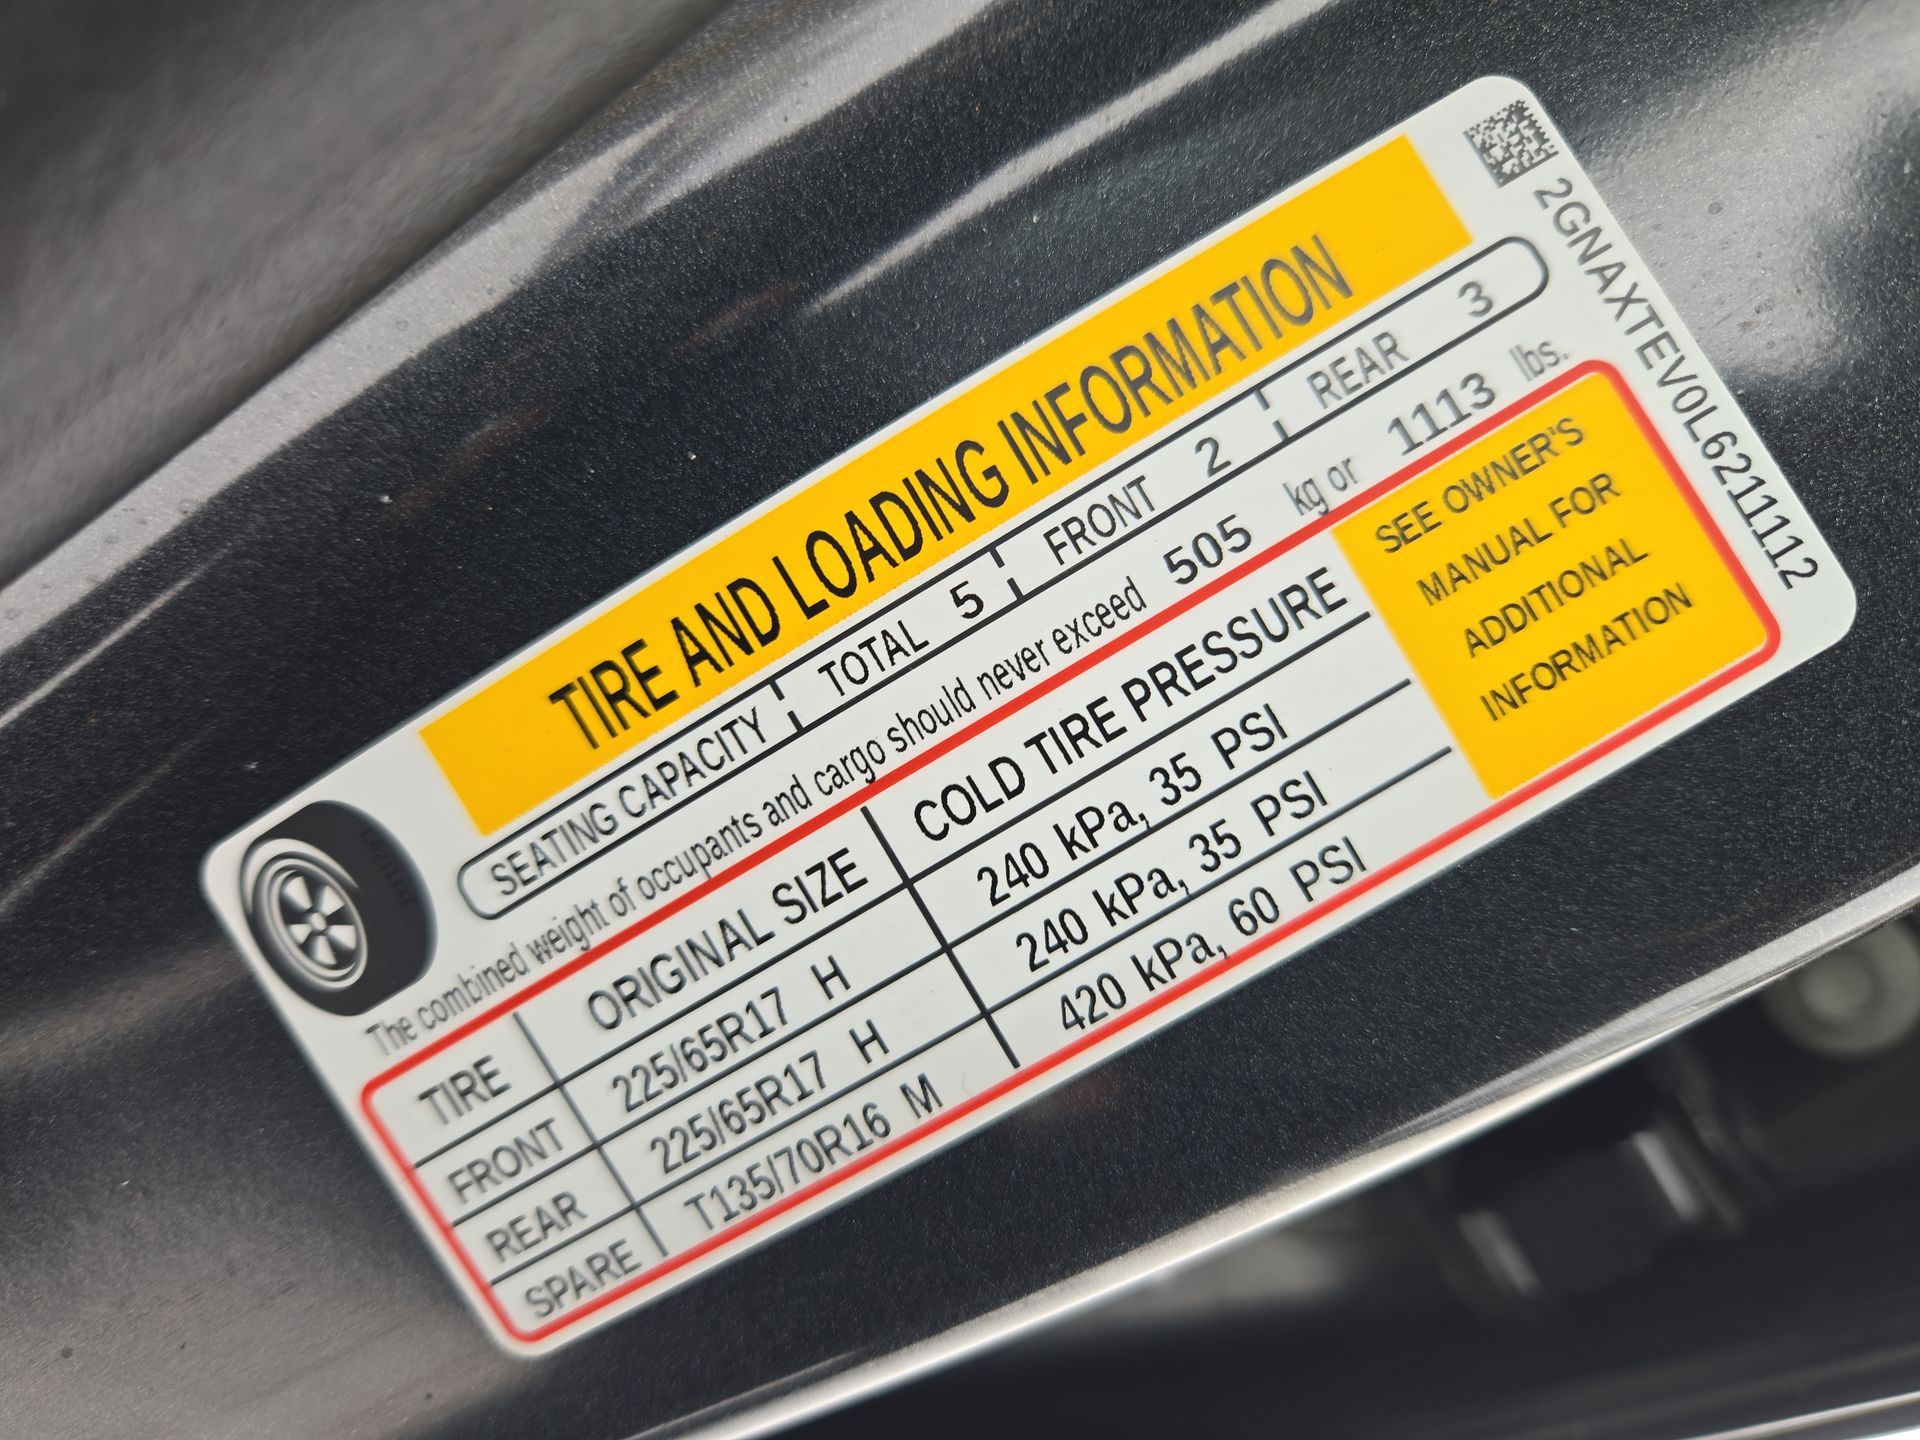 TIRE AND LOADING INFORMATION
SEATING CAPACITY TOTAL 5 FRONT 2 REAR 3
The combined weight of occupants and cargo should never exceed 505 kg or 1113 lbs.
TIRE ORIGINAL SIZE COLD TIRE PRESSURE
FRONT 225/65R17 H 240 kPa, 35 PSI
REAR 225/65R17 H 240 kPa, 35 PSI
SPARE T135/70R16 M 420 kPa, 60 PSI
SEE OWNER'S
MANUAL FOR
ADDITIONAL
INFORMATION
2GNAXTEV0L6211112